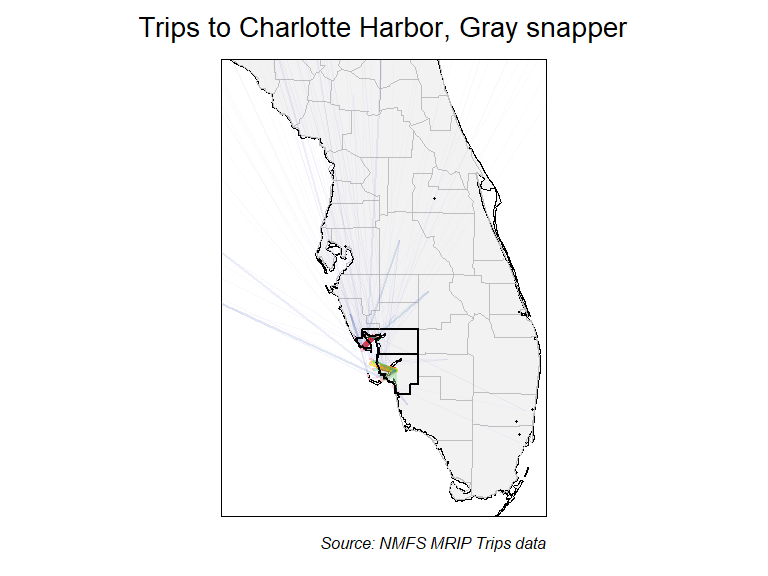 Trips to Charlotte Harbor, Gray snapper
Source: NMFS MRIP Trips data